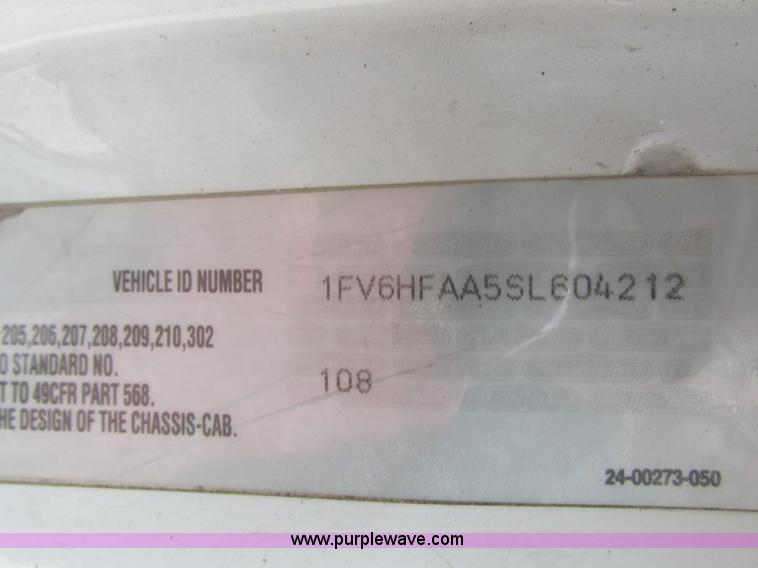 VEHICLE ID NUMBER 1FV6HFAA5SL604212
205,206,207,208,209,210,302
O STANDARD NO.
T TO 49CFR PART 568. 108
HE DESIGN OF THE CHASSIS-CAB.
24-00273-050
www.purplewave.com